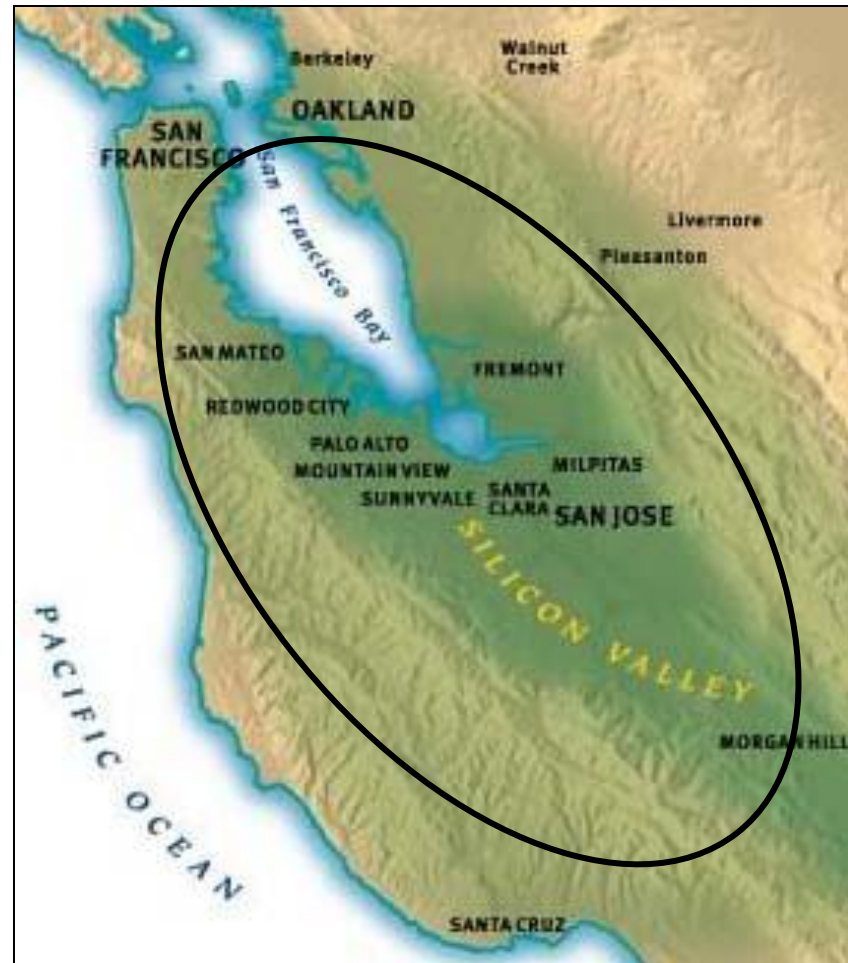 Berkeley
Walnut
Creek
OAKLAND
SAN
FRANCISCO
San Francisco Bay
Livermore
Pleasanton
SAN MATEO
FREMONT
REDWOOD CITY
PALO ALTO
MOUNTAIN VIEW
MILPITAS
SUNNYVALE
SANTA
CLARA
SAN JOSE
SILICON VALLEY
PACIFIC OCEAN
MORGAN HILL
SANTA CRUZ